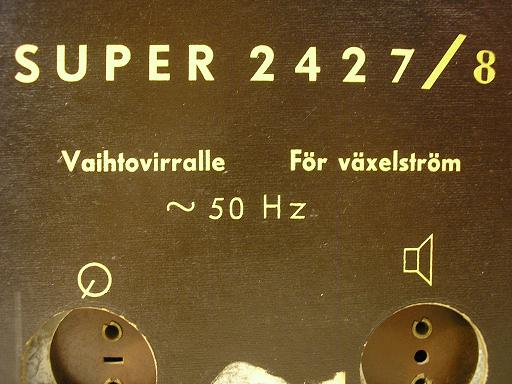 SUPER 2427/8
Vaihtovirralle För växelström
~ 50 Hz